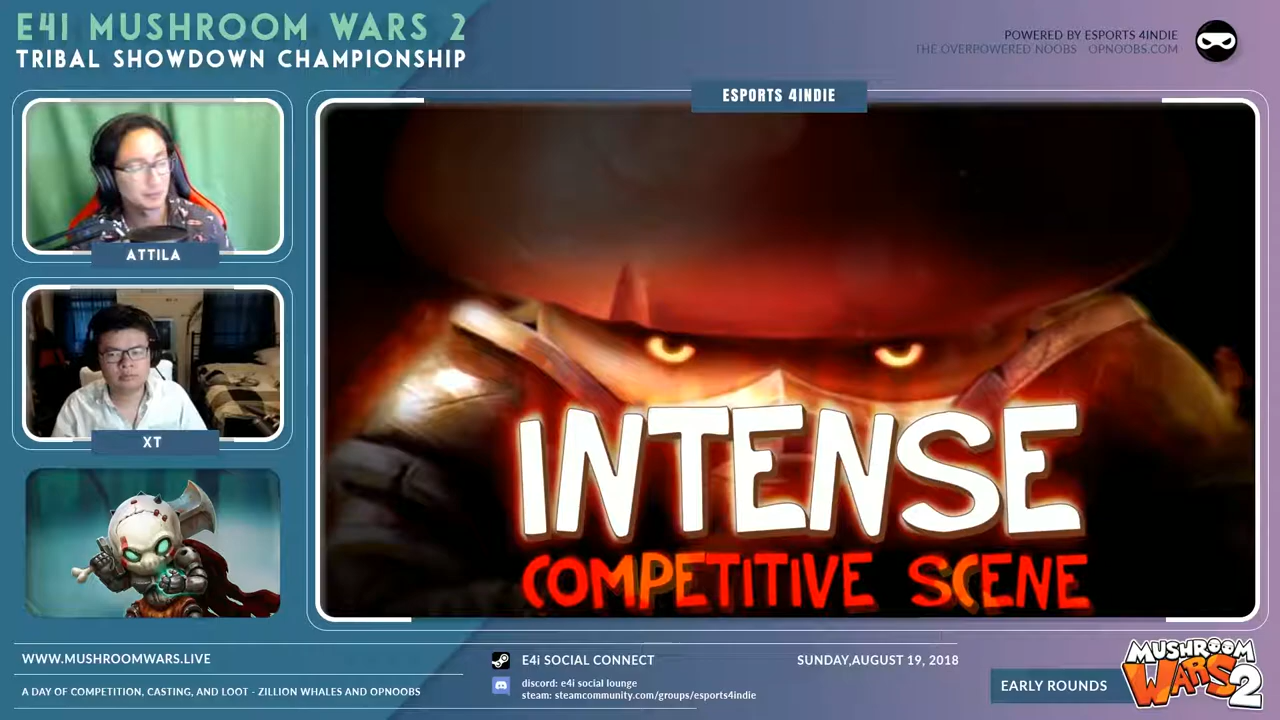 E4I MUSHROOM WARS 2
TRIBAL SHOWDOWN CHAMPIONSHIP
POWERED BY ESPORTS 4INDIE
THE OVERPOWERED NOOBS OPNOOBS.COM
ESPORTS 4INDIE
ATTILA
XT
INTENSE
COMPETITIVE SCENE
WWW.MUSHROOMWARS.LIVE
A DAY OF COMPETITION, CASTING, AND LOOT - ZILLION WHALES AND OPNOOBS
E4i SOCIAL CONNECT
discord: e4i social lounge
steam: steamcommunity.com/groups/esports4indie
SUNDAY,AUGUST 19, 2018
EARLY ROUNDS
MUSHROOM
WARS 2